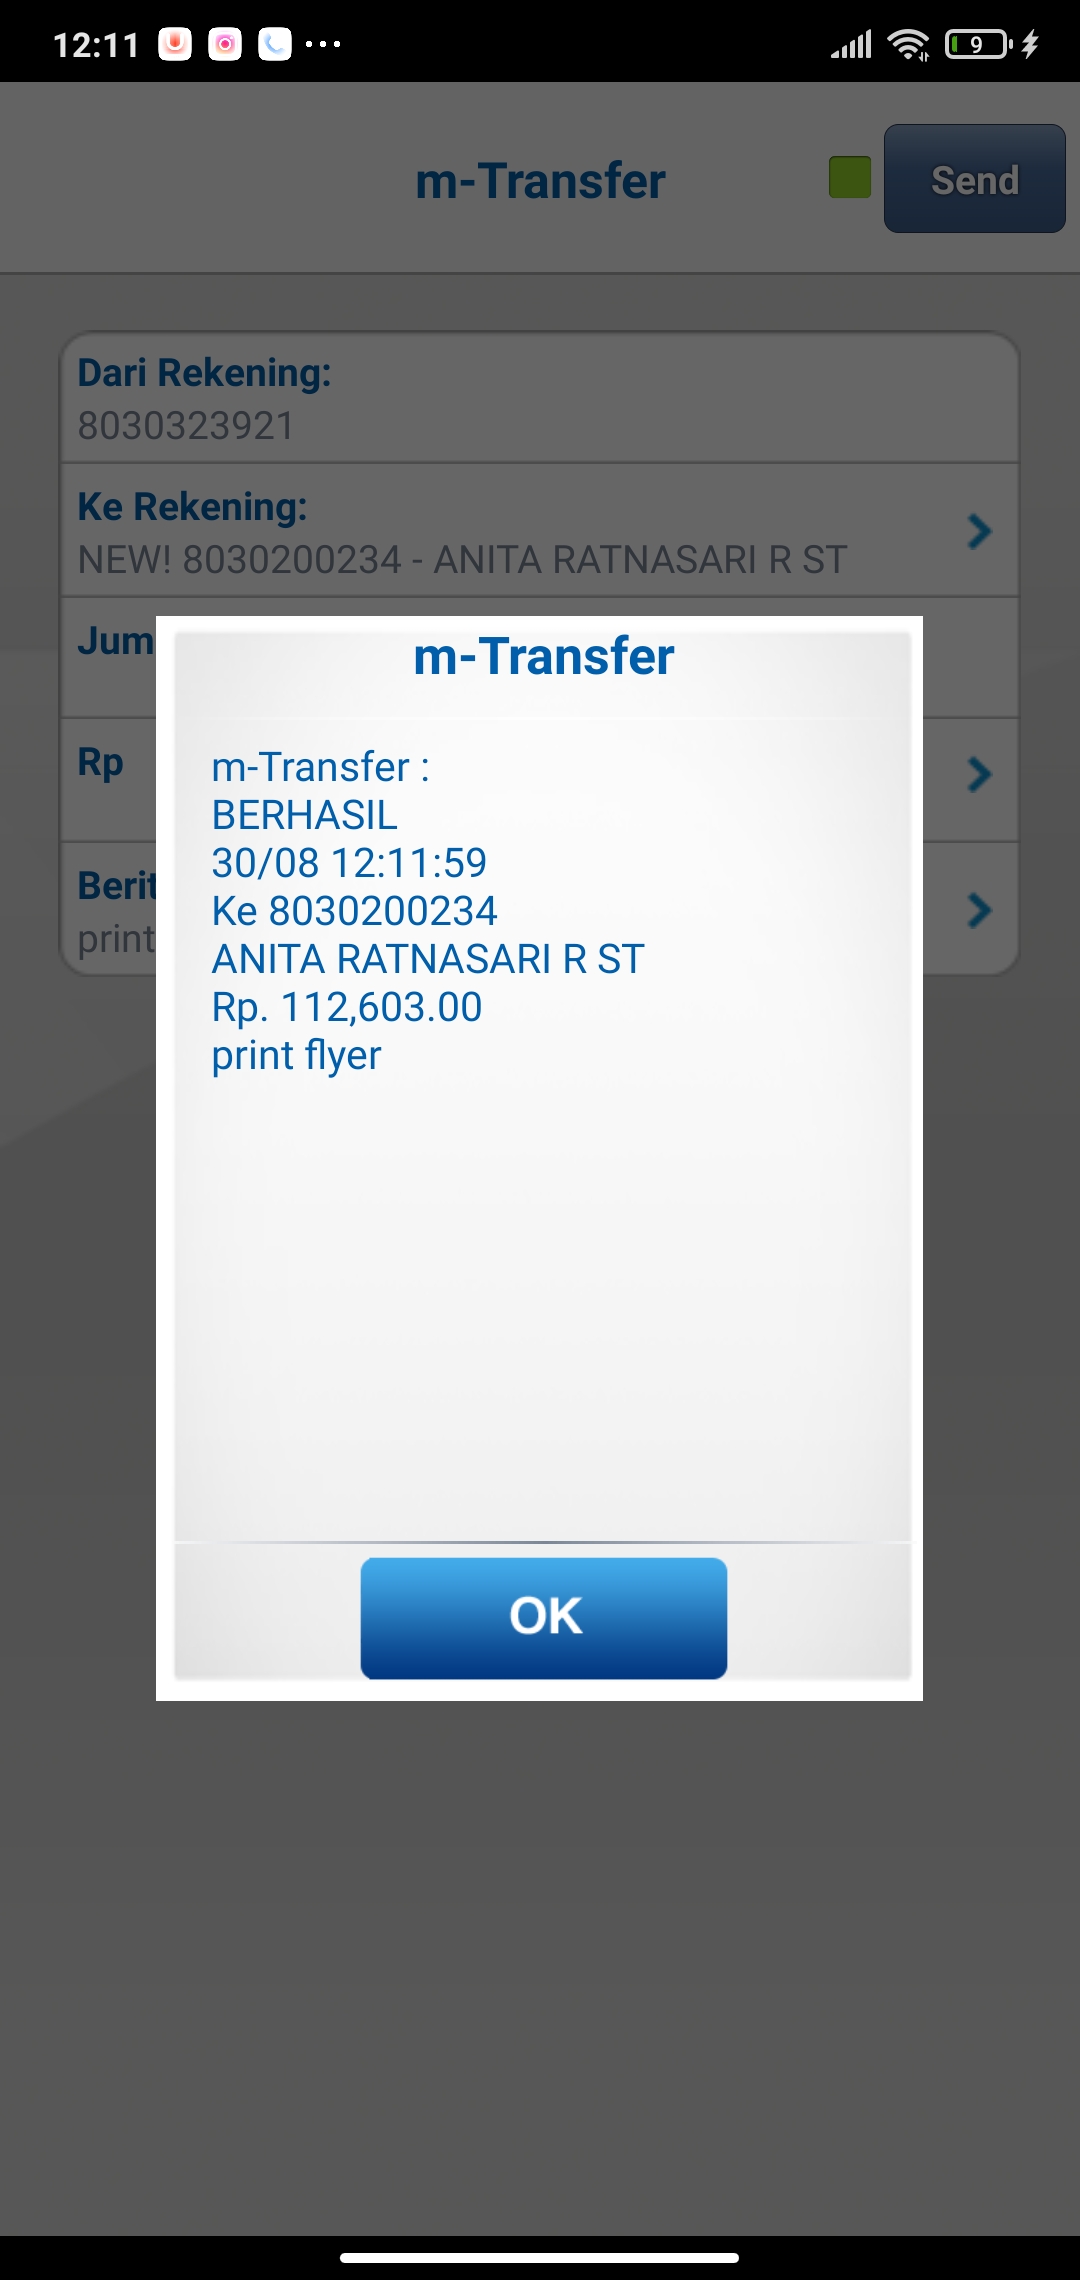 12:11
9
m-Transfer
Send
Dari Rekening:
8030323921
Ke Rekening:
NEW! 8030200234 - ANITA RATNASARI R ST
Jum
Rp
Berit
print
m-Transfer
m-Transfer :
BERHASIL
30/08 12:11:59
Ke 8030200234
ANITA RATNASARI R ST
Rp. 112,603.00
print flyer
OK